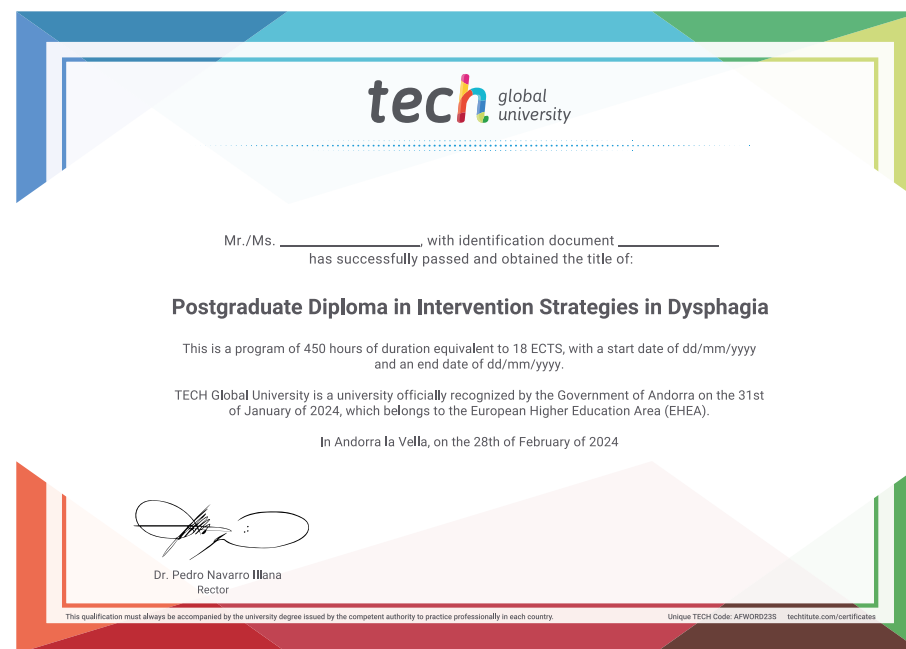 tech global
university
Mr./Ms. ____________, with identification document ____________
has successfully passed and obtained the title of:
Postgraduate Diploma in Intervention Strategies in Dysphagia
This is a program of 450 hours of duration equivalent to 18 ECTS, with a start date of dd/mm/yyyy
and an end date of dd/mm/yyyy.
TECH Global University is a university officially recognized by the Government of Andorra on the 31st
of January of 2024, which belongs to the European Higher Education Area (EHEA).
In Andorra la Vella, on the 28th of February of 2024
Dr. Pedro Navarro Illana
Rector
This qualification must always be accompanied by the university degree issued by the competent authority to practice professionally in each country. Unique TECH Code: AFWORD23S techtitute.com/certificates